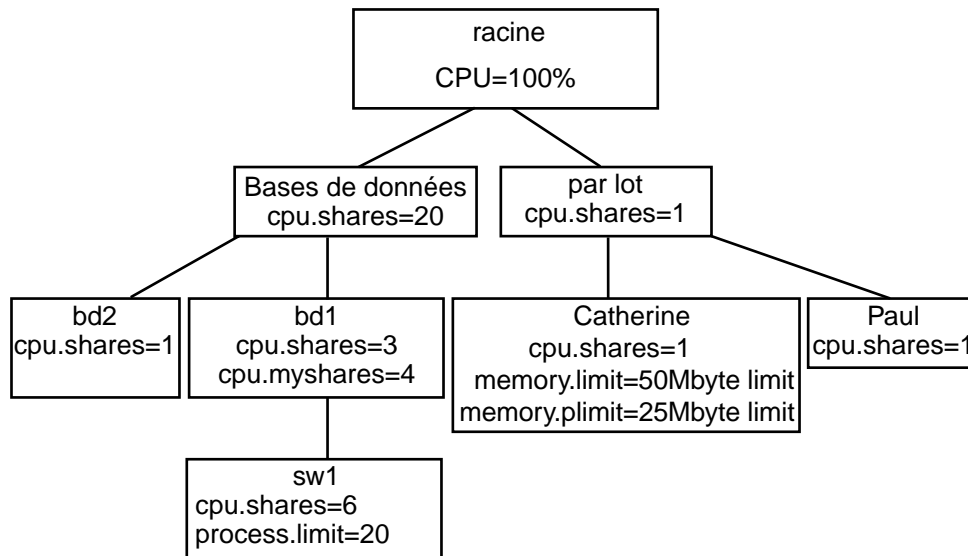 racine
CPU=100%
Bases de données
cpu.shares=20
par lot
cpu.shares=1
bd2
cpu.shares=1
bd1
cpu.shares=3
cpu.myshares=4
Catherine
cpu.shares=1
memory.limit=50Mbyte limit
memory.plimit=25Mbyte limit
Paul
cpu.shares=1
sw1
cpu.shares=6
process.limit=20